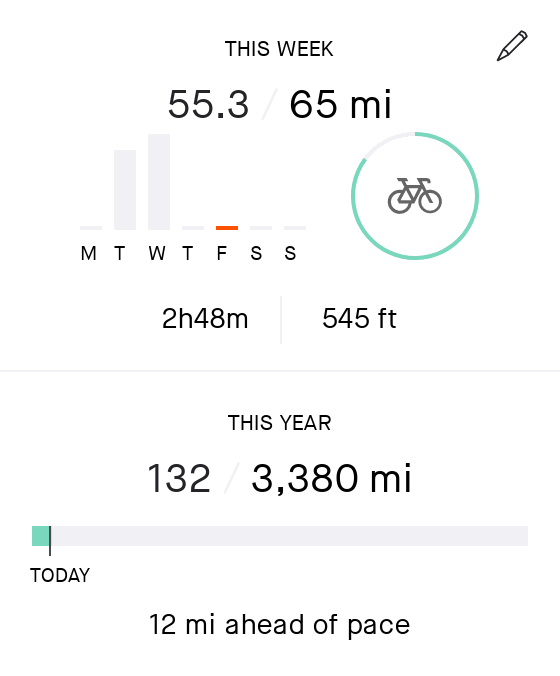 THIS WEEK
55.3 / 65 mi
M T W T F S S
2h48m 545 ft
THIS YEAR
132 / 3,380 mi
TODAY
12 mi ahead of pace